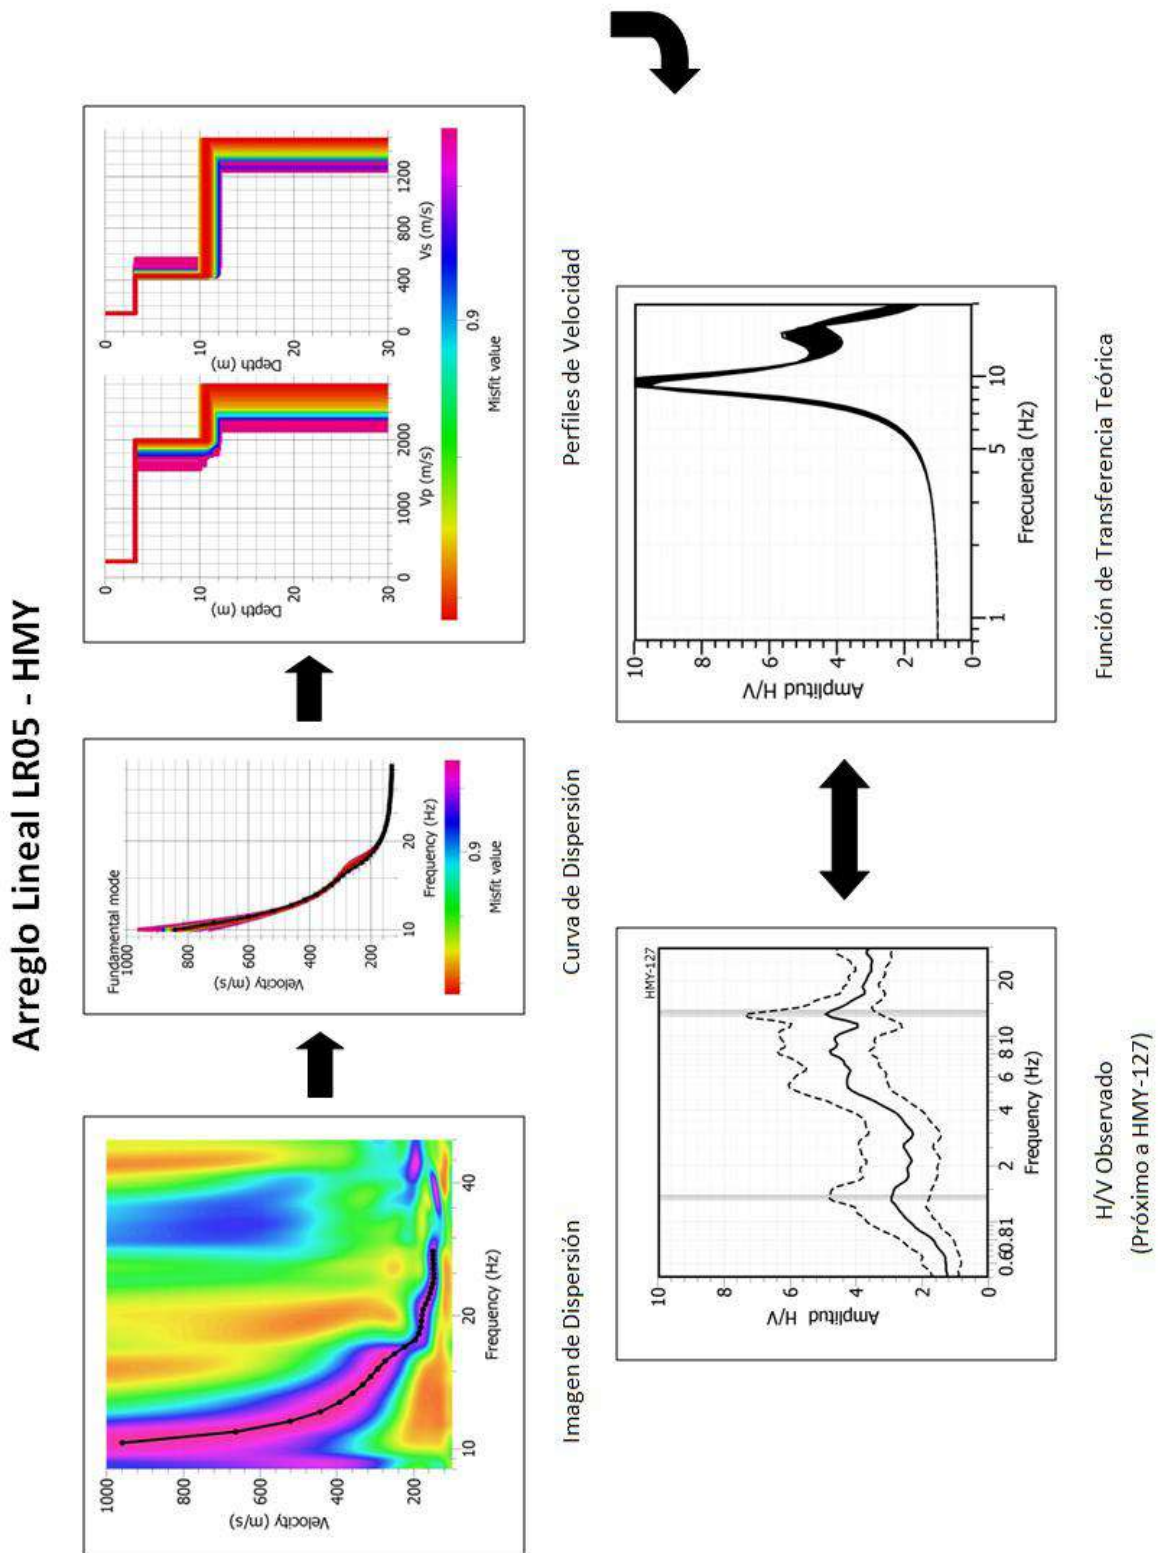 Arreglo Lineal LR05 - HMY
1000
800
600
400
200
Velocity (m/s)
10
20
40
Frequency (Hz)
Imagen de Dispersión
Fundamental mode
1000
800
600
400
200
Velocity (m/s)
10
20
Frequency (Hz)
0.9
Misfit value
Curva de Dispersión
0
10
20
30
Depth (m)
0
1000
2000
Vp (m/s)
0
10
20
30
Depth (m)
0
400
800
1200
Vs (m/s)
0.9
Misfit value
Perfiles de Velocidad
HMY-127
10
8
6
4
2
0
Amplitud H/V
0.60.81
2
4
6
8 10
20
Frequency (Hz)
H/V Observado
(Próximo a HMY-127)
10
8
6
4
2
0
Amplitud H/V
1
5
10
Frecuencia (Hz)
Función de Transferencia Teórica